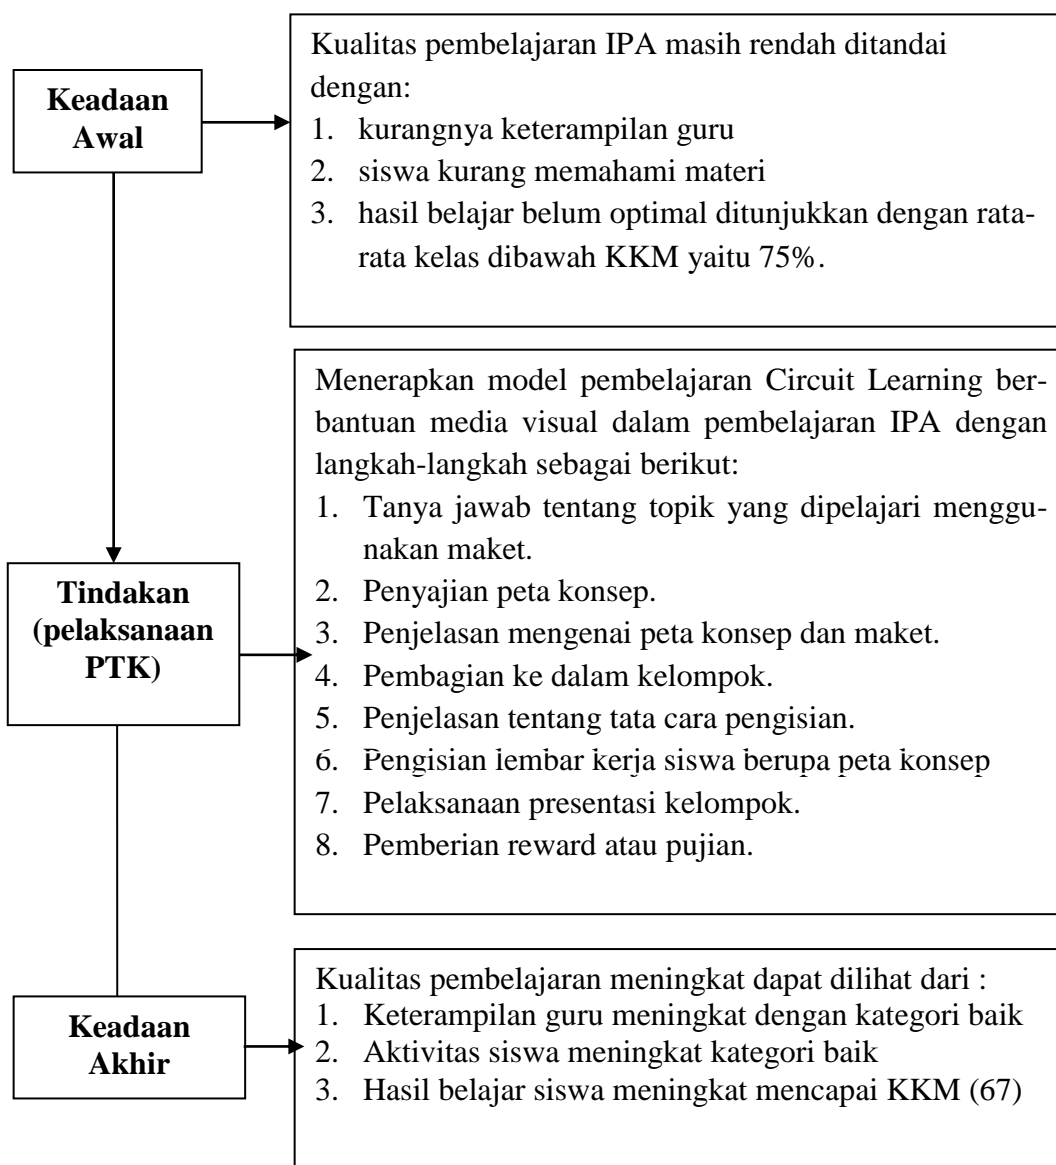 Keadaan
Awal
Kualitas pembelajaran IPA masih rendah ditandai
dengan:
1. kurangnya keterampilan guru
2. siswa kurang memahami materi
3. hasil belajar belum optimal ditunjukkan dengan rata-
rata kelas dibawah KKM yaitu 75%.
Tindakan
(pelaksanaan
PTK)
Menerapkan model pembelajaran Circuit Learning ber-
bantuan media visual dalam pembelajaran IPA dengan
langkah-langkah sebagai berikut:
1. Tanya jawab tentang topik yang dipelajari menggu-
nakan maket.
2. Penyajian peta konsep.
3. Penjelasan mengenai peta konsep dan maket.
4. Pembagian ke dalam kelompok.
5. Penjelasan tentang tata cara pengisian.
6. Pengisian lembar kerja siswa berupa peta konsep
7. Pelaksanaan presentasi kelompok.
8. Pemberian reward atau pujian.
Keadaan
Akhir
Kualitas pembelajaran meningkat dapat dilihat dari :
1. Keterampilan guru meningkat dengan kategori baik
2. Aktivitas siswa meningkat kategori baik
3. Hasil belajar siswa meningkat mencapai KKM (67)